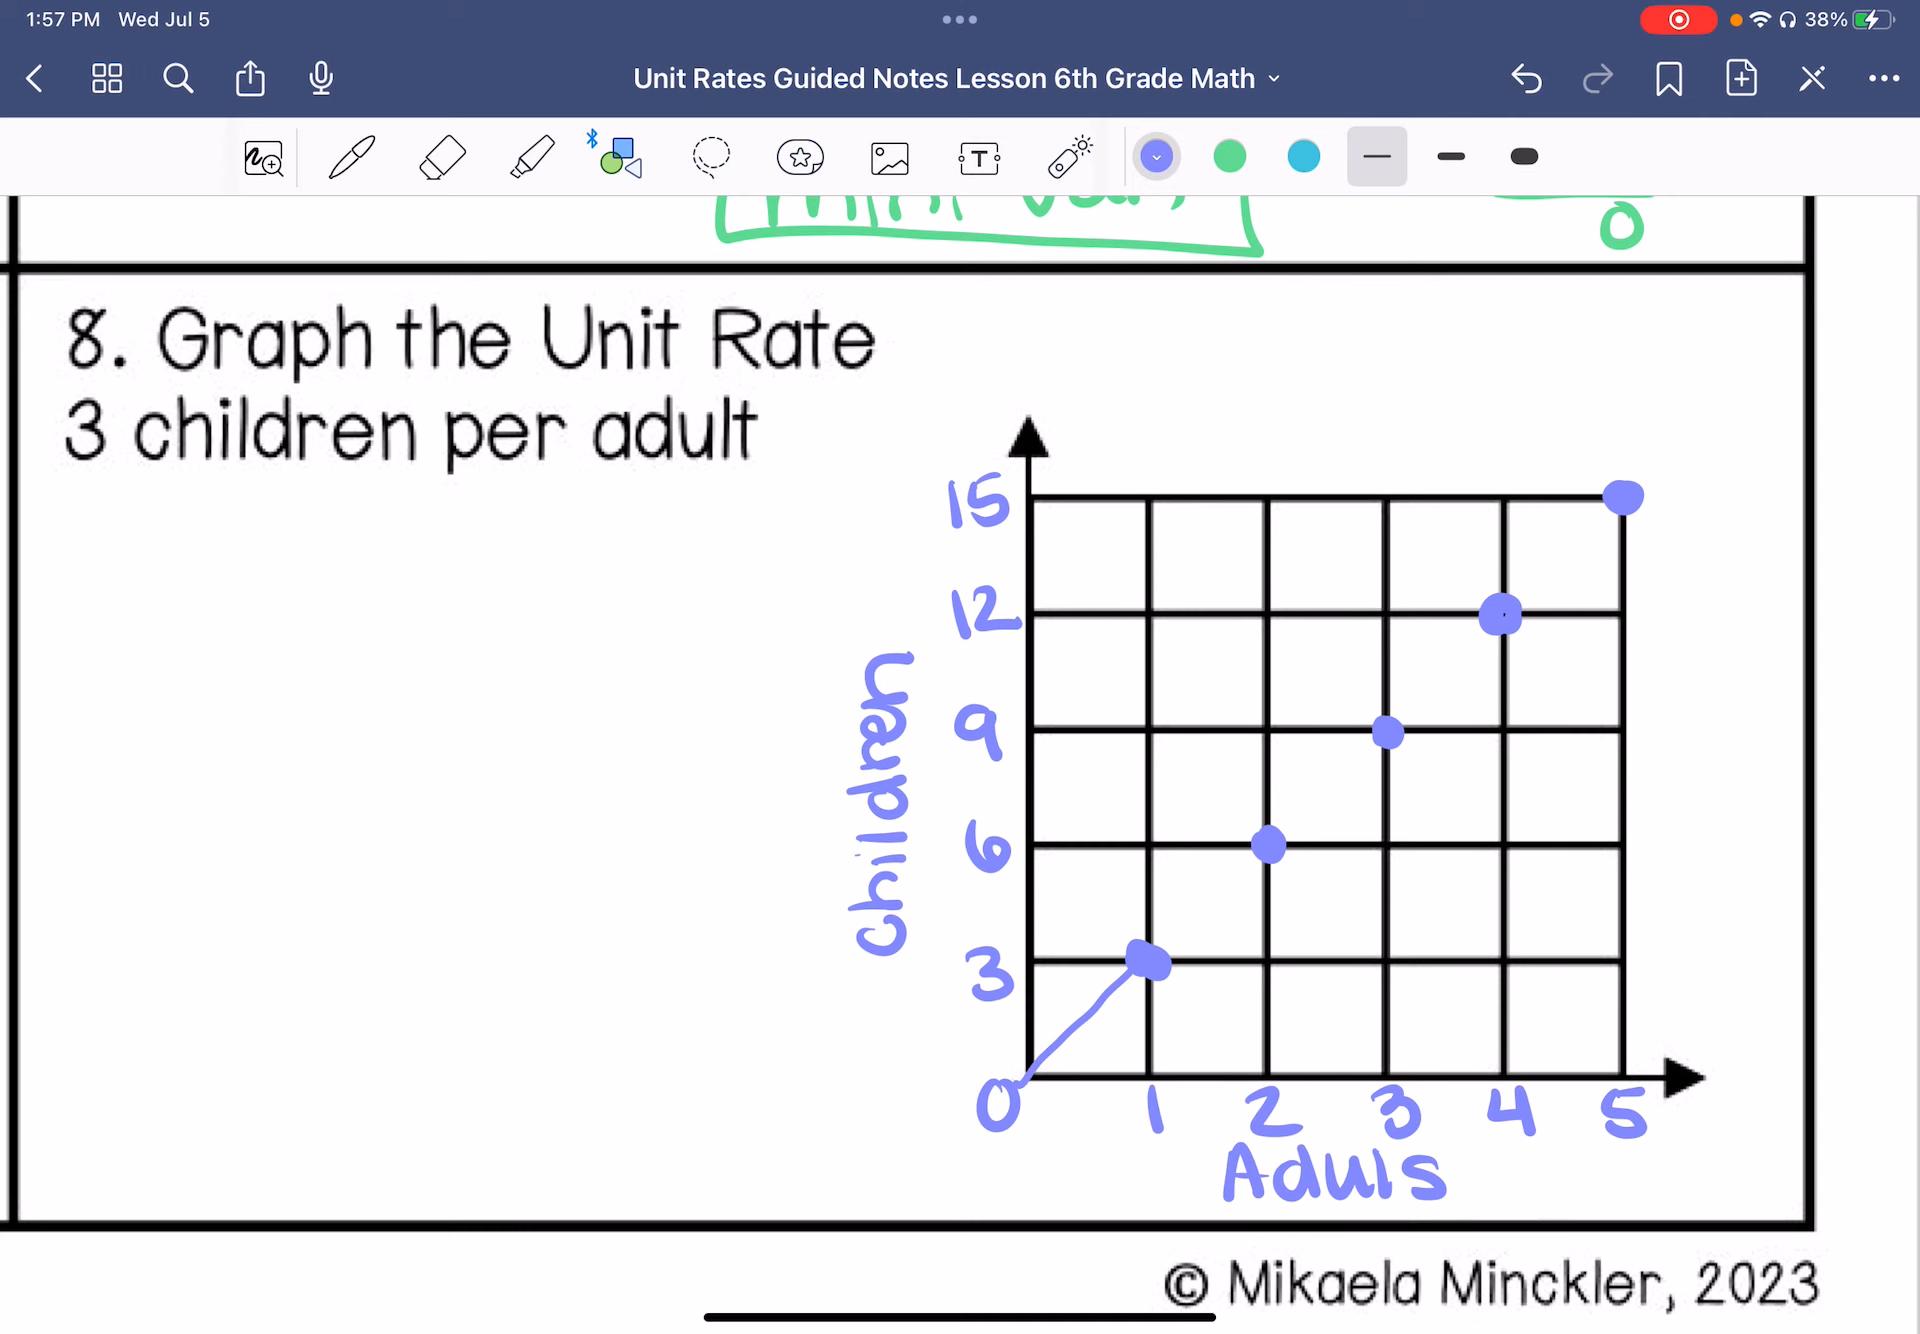 1:57 PM Wed Jul 5
38%
Unit Rates Guided Notes Lesson 6th Grade Math
T
0
8. Graph the Unit Rate
3 children per adult
15
12
9
6
3
Children
0 1 2 3 4 5
Aduls
© Mikaela Minckler, 2023